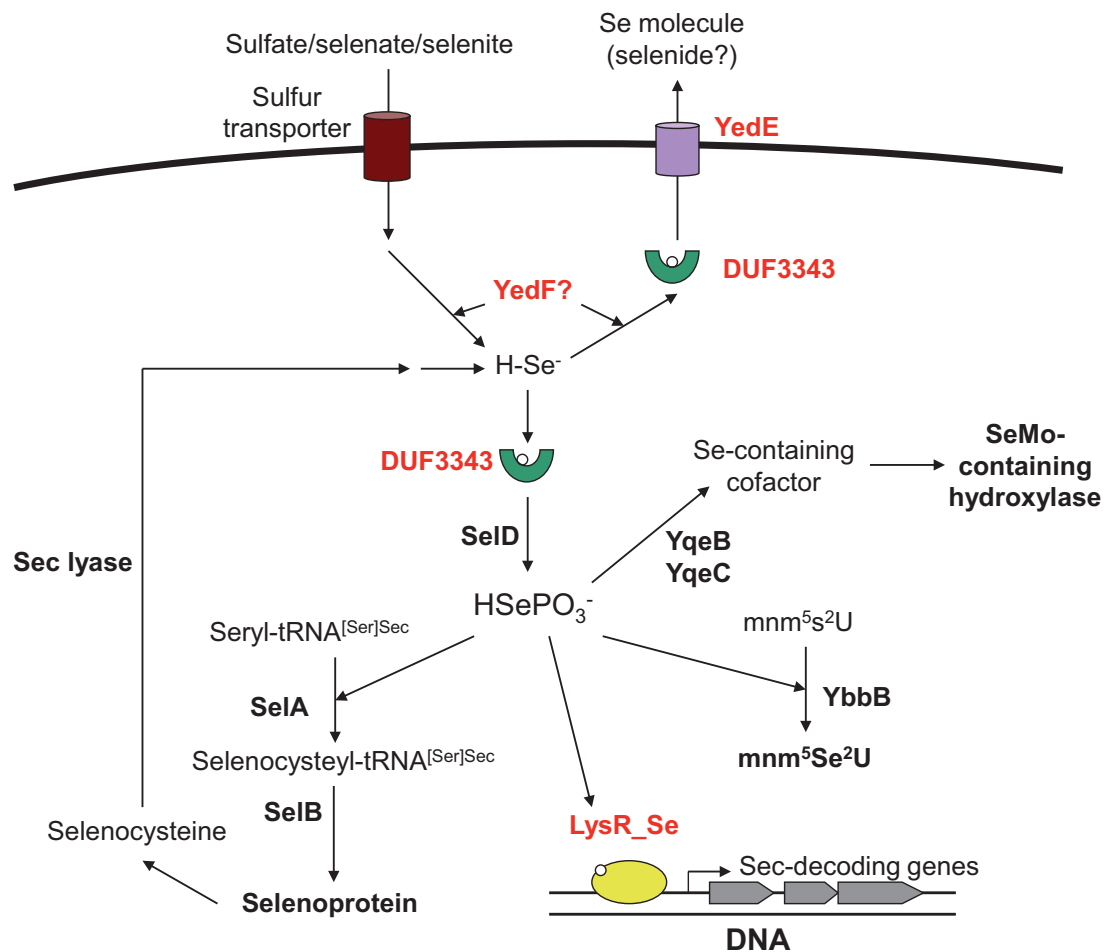 Sulfate/selenate/selenite
Se molecule
(selenide?)
Sulfur
transporter
YedE
DUF3343
YedF?
H-Se⁻
DUF3343
Se-containing
cofactor
SeMo-
containing
hydroxylase
SelD
Sec lyase
YqeB
YqeC
HSePO₃⁻
Seryl-tRNA[Ser]Sec
mnm⁵s²U
SelA
YbbB
Selenocysteyl-tRNA[Ser]Sec
mnm⁵Se²U
SelB
Selenocysteine
LysR_Se
Sec-decoding genes
Selenoprotein
DNA